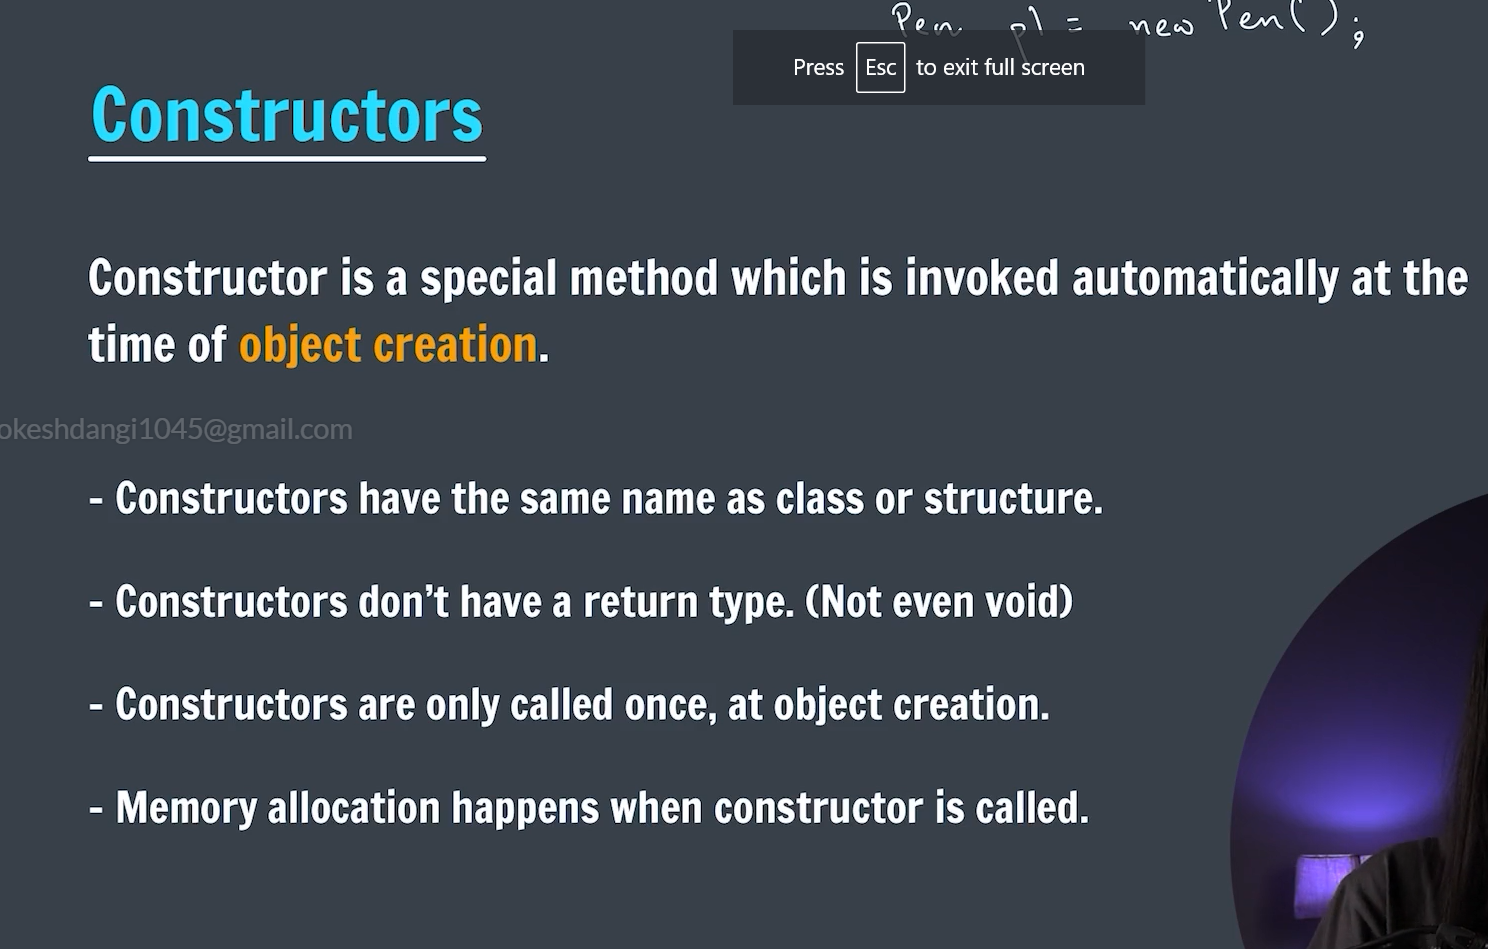 Pen p1 = new Pen();
Press Esc to exit full screen
Constructors
Constructor is a special method which is invoked automatically at the
time of object creation.
okeshdangi1045@gmail.com
- Constructors have the same name as class or structure.
- Constructors don’t have a return type. (Not even void)
- Constructors are only called once, at object creation.
- Memory allocation happens when constructor is called.